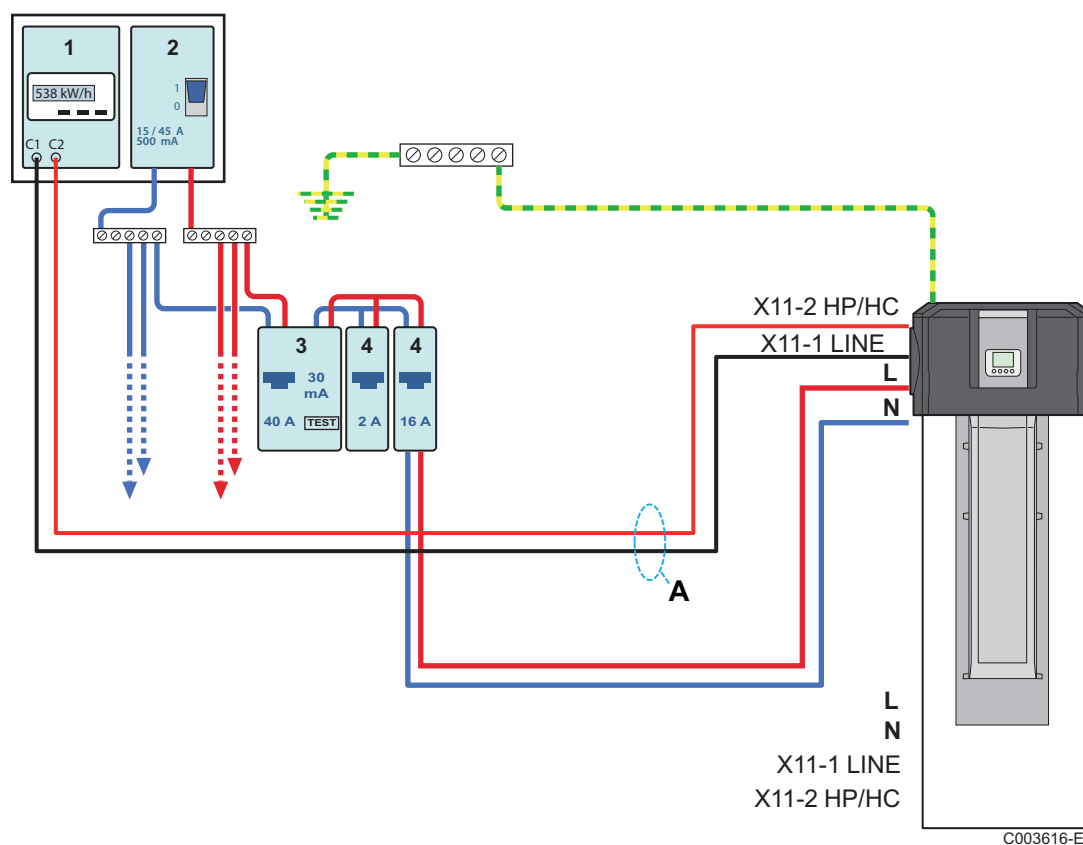 1
2
538 kW/h
1
0
15 / 45 A
500 mA
C1 C2
X11-2 HP/HC
X11-1 LINE
L
N
3
30
mA
40 A
TEST
4
2 A
4
16 A
A
L
N
X11-1 LINE
X11-2 HP/HC
C003616-E